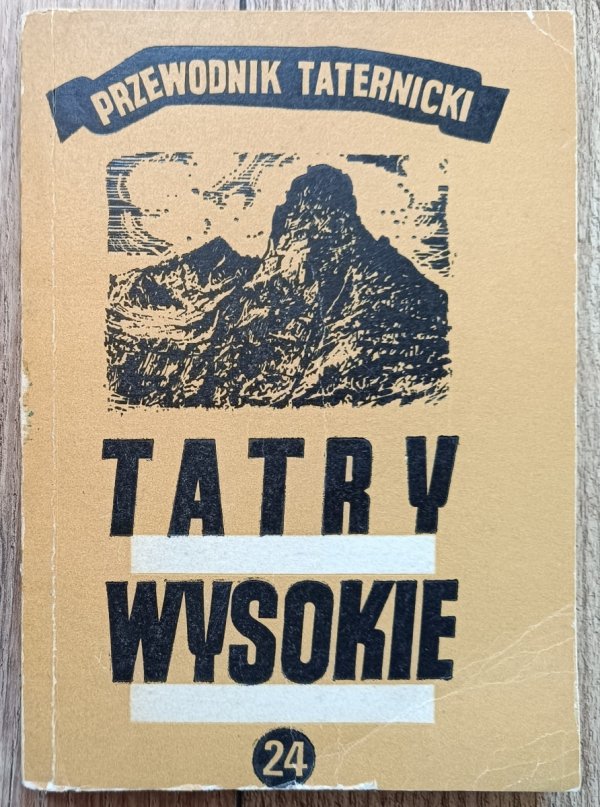 PRZEWODNIK TATERNICKI
TATRY
WYSOKIE
24